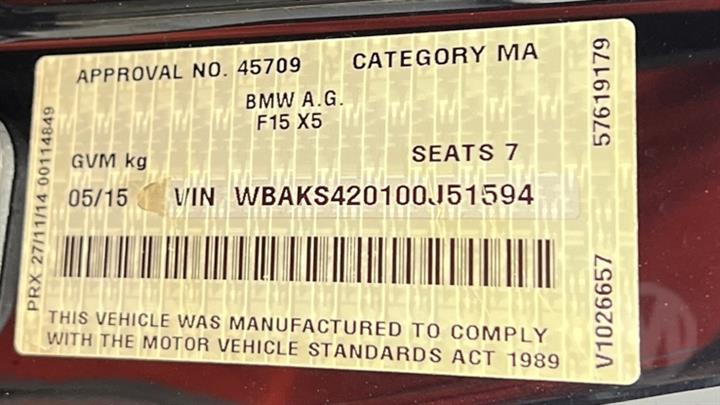 APPROVAL NO. 45709 CATEGORY MA
BMW A.G.
F15 X5
GVM kg SEATS 7
05/15 VIN WBAKS420100J51594
THIS VEHICLE WAS MANUFACTURED TO COMPLY
WITH THE MOTOR VEHICLE STANDARDS ACT 1989
PRX 27/11/14 00114849
57619179
V1026657